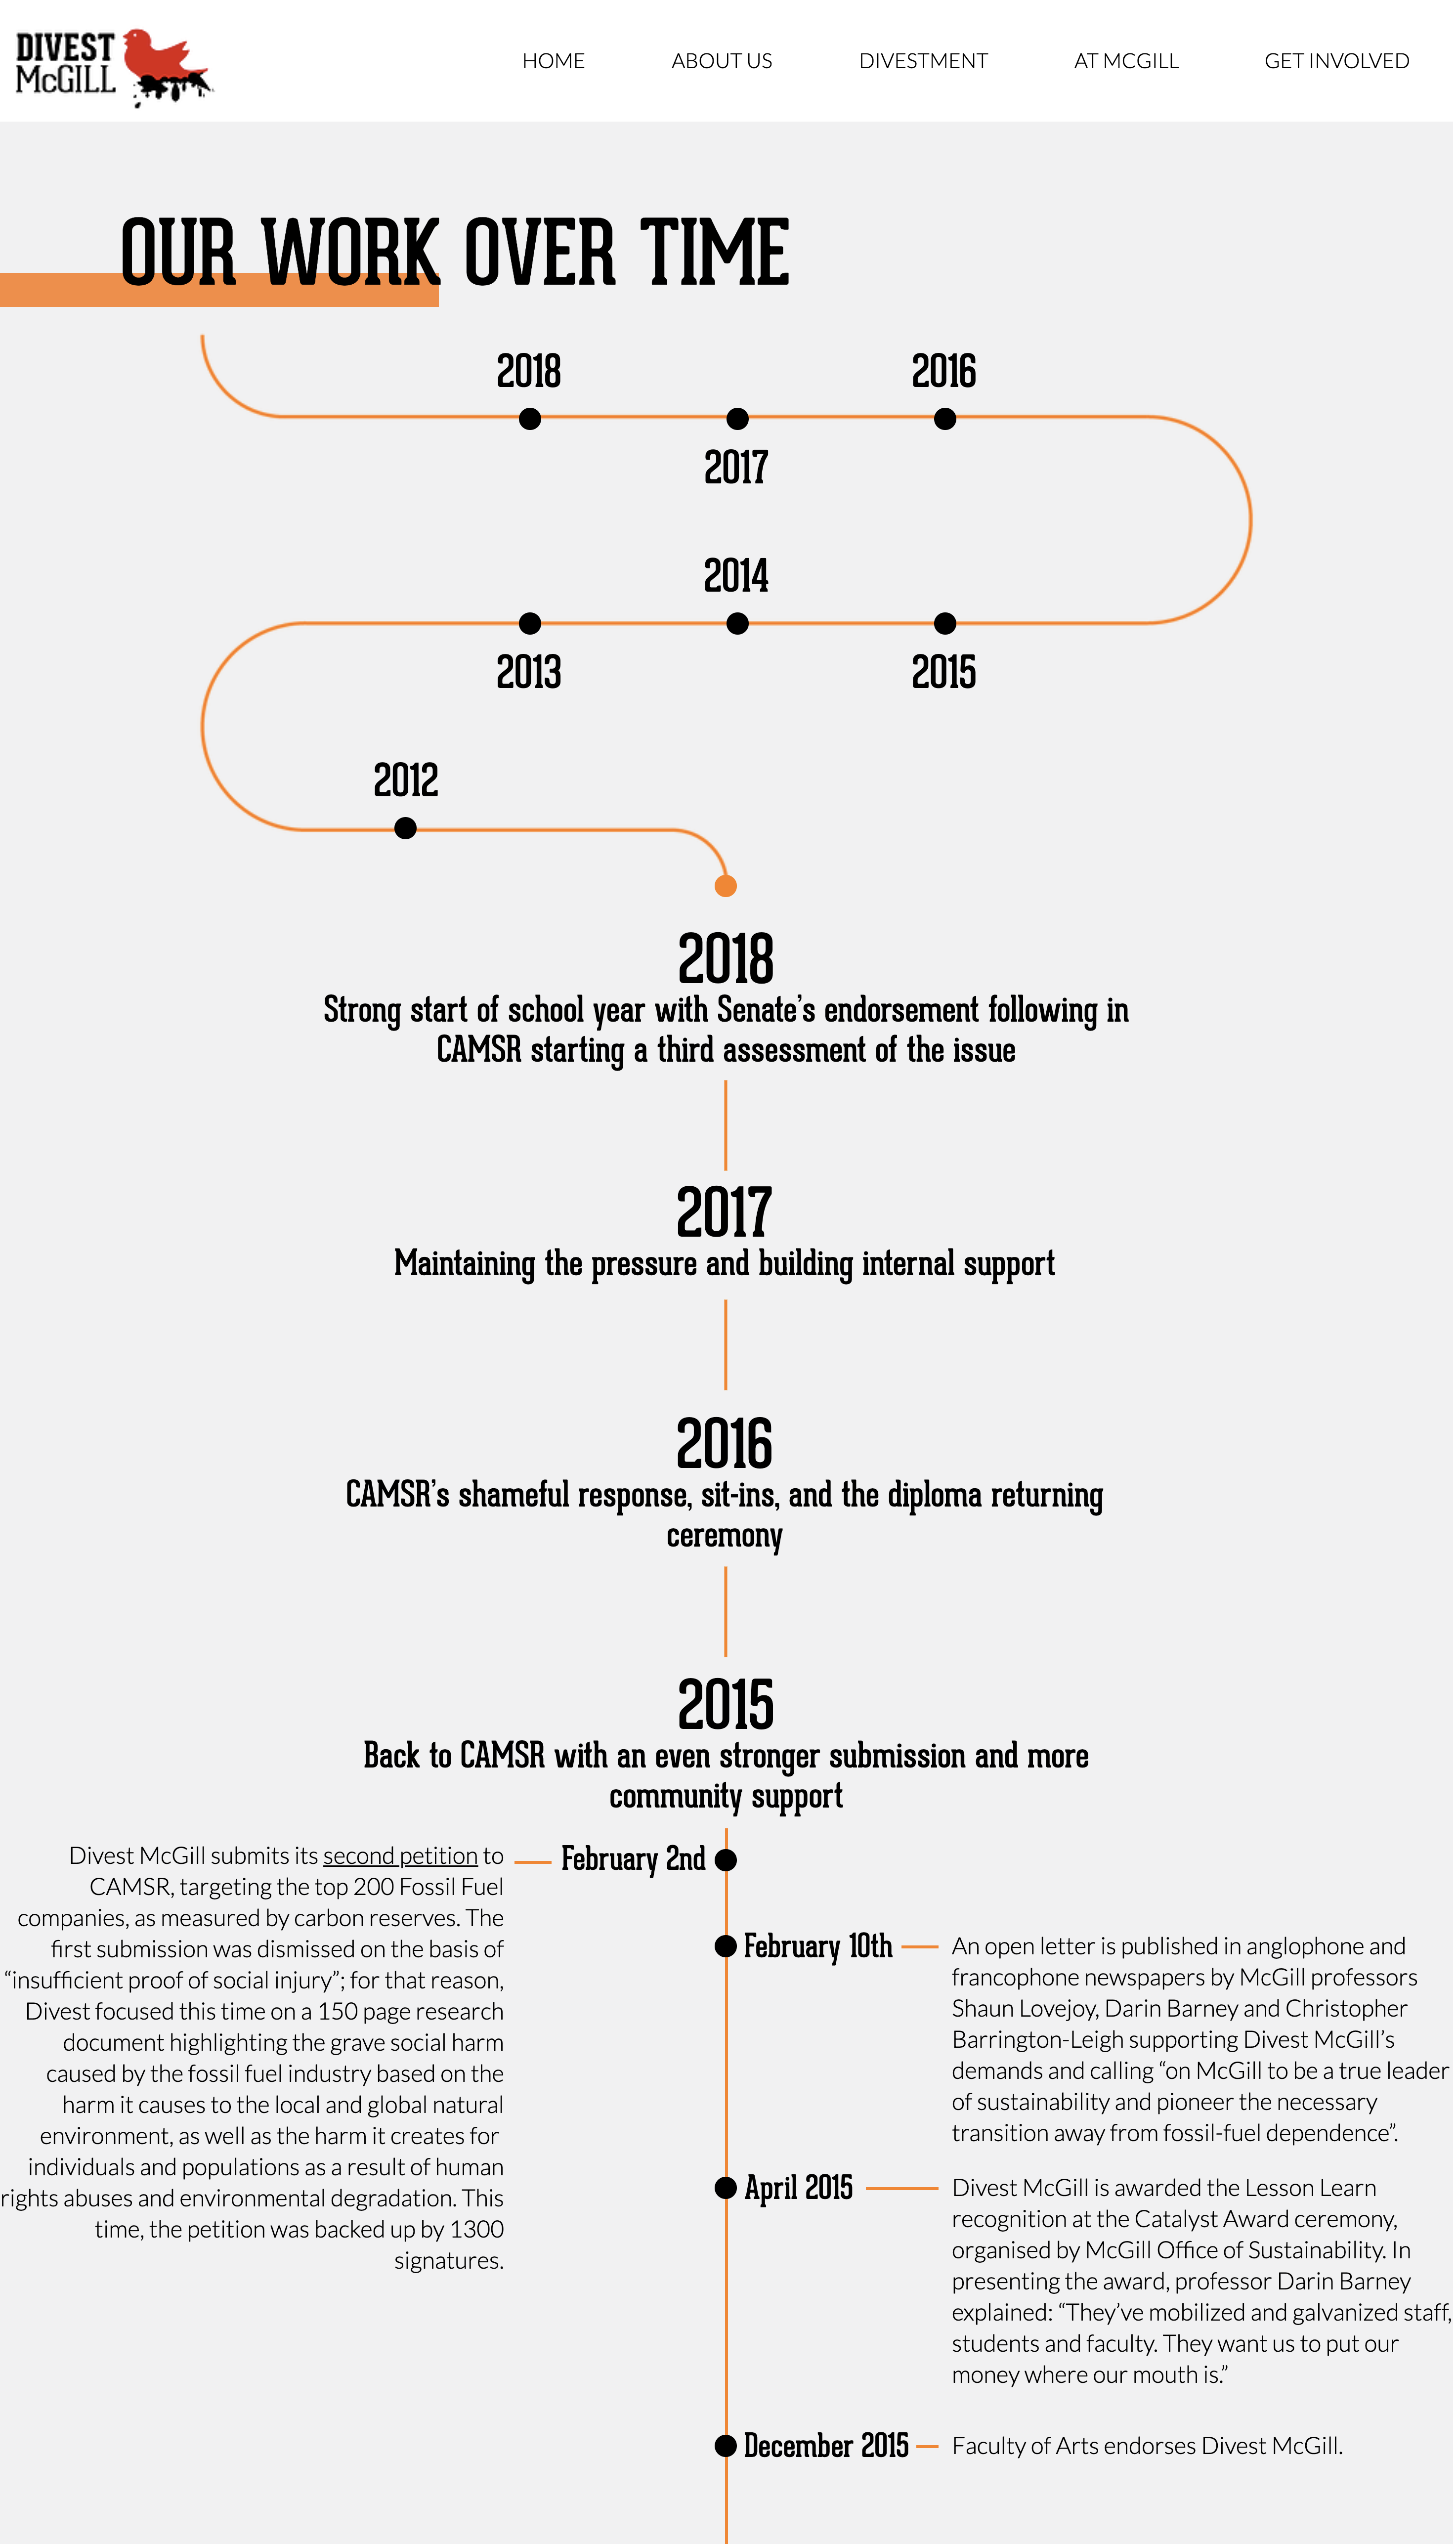 DIVEST
McGILL
HOME
ABOUT US
DIVESTMENT
AT MCGILL
GET INVOLVED
OUR WORK OVER TIME
2018
2016
2017
2014
2013
2015
2012
2018
Strong start of school year with Senate's endorsement following in
CAMSR starting a third assessment of the issue
2017
Maintaining the pressure and building internal support
2016
CAMSR's shameful response, sit-ins, and the diploma returning
ceremony
2015
Back to CAMSR with an even stronger submission and more
community support
February 2nd
Divest McGill submits its second petition to
CAMSR, targeting the top 200 Fossil Fuel
companies, as measured by carbon reserves. The
first submission was dismissed on the basis of
“insufficient proof of social injury”; for that reason,
Divest focused this time on a 150 page research
document highlighting the grave social harm
caused by the fossil fuel industry based on the
harm it causes to the local and global natural
environment, as well as the harm it creates for
individuals and populations as a result of human
rights abuses and environmental degradation. This
time, the petition was backed up by 1300
signatures.
February 10th
An open letter is published in anglophone and
francophone newspapers by McGill professors
Shaun Lovejoy, Darin Barney and Christopher
Barrington-Leigh supporting Divest McGill’s
demands and calling “on McGill to be a true leader
of sustainability and pioneer the necessary
transition away from fossil-fuel dependence”.
April 2015
Divest McGill is awarded the Lesson Learn
recognition at the Catalyst Award ceremony,
organised by McGill Office of Sustainability. In
presenting the award, professor Darin Barney
explained: “They’ve mobilized and galvanized staff,
students and faculty. They want us to put our
money where our mouth is.”
December 2015
Faculty of Arts endorses Divest McGill.